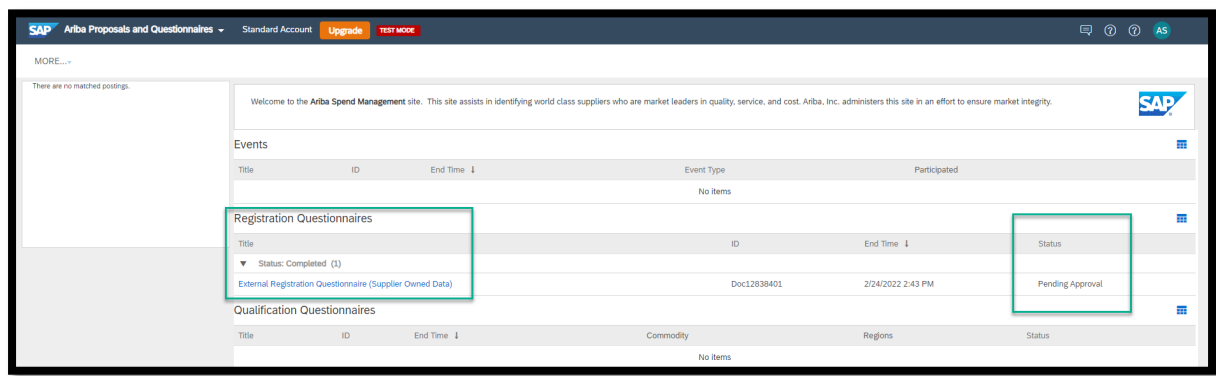 SAP Ariba Proposals and Questionnaires Standard Account Upgrade TEST MODE AS
MORE...
There are no matched postings.
Welcome to the Ariba Spend Management site. This site assists in identifying world class suppliers who are market leaders in quality, service, and cost. Ariba, Inc. administers this site in an effort to ensure market integrity.
SAP
Events
Title ID End Time ↓ Event Type Participated
No items
Registration Questionnaires
Title ID End Time ↓ Status
▼ Status: Completed (1)
External Registration Questionnaire (Supplier Owned Data) Doc12838401 2/24/2022 2:43 PM Pending Approval
Qualification Questionnaires
Title ID End Time ↓ Commodity Regions Status
No items